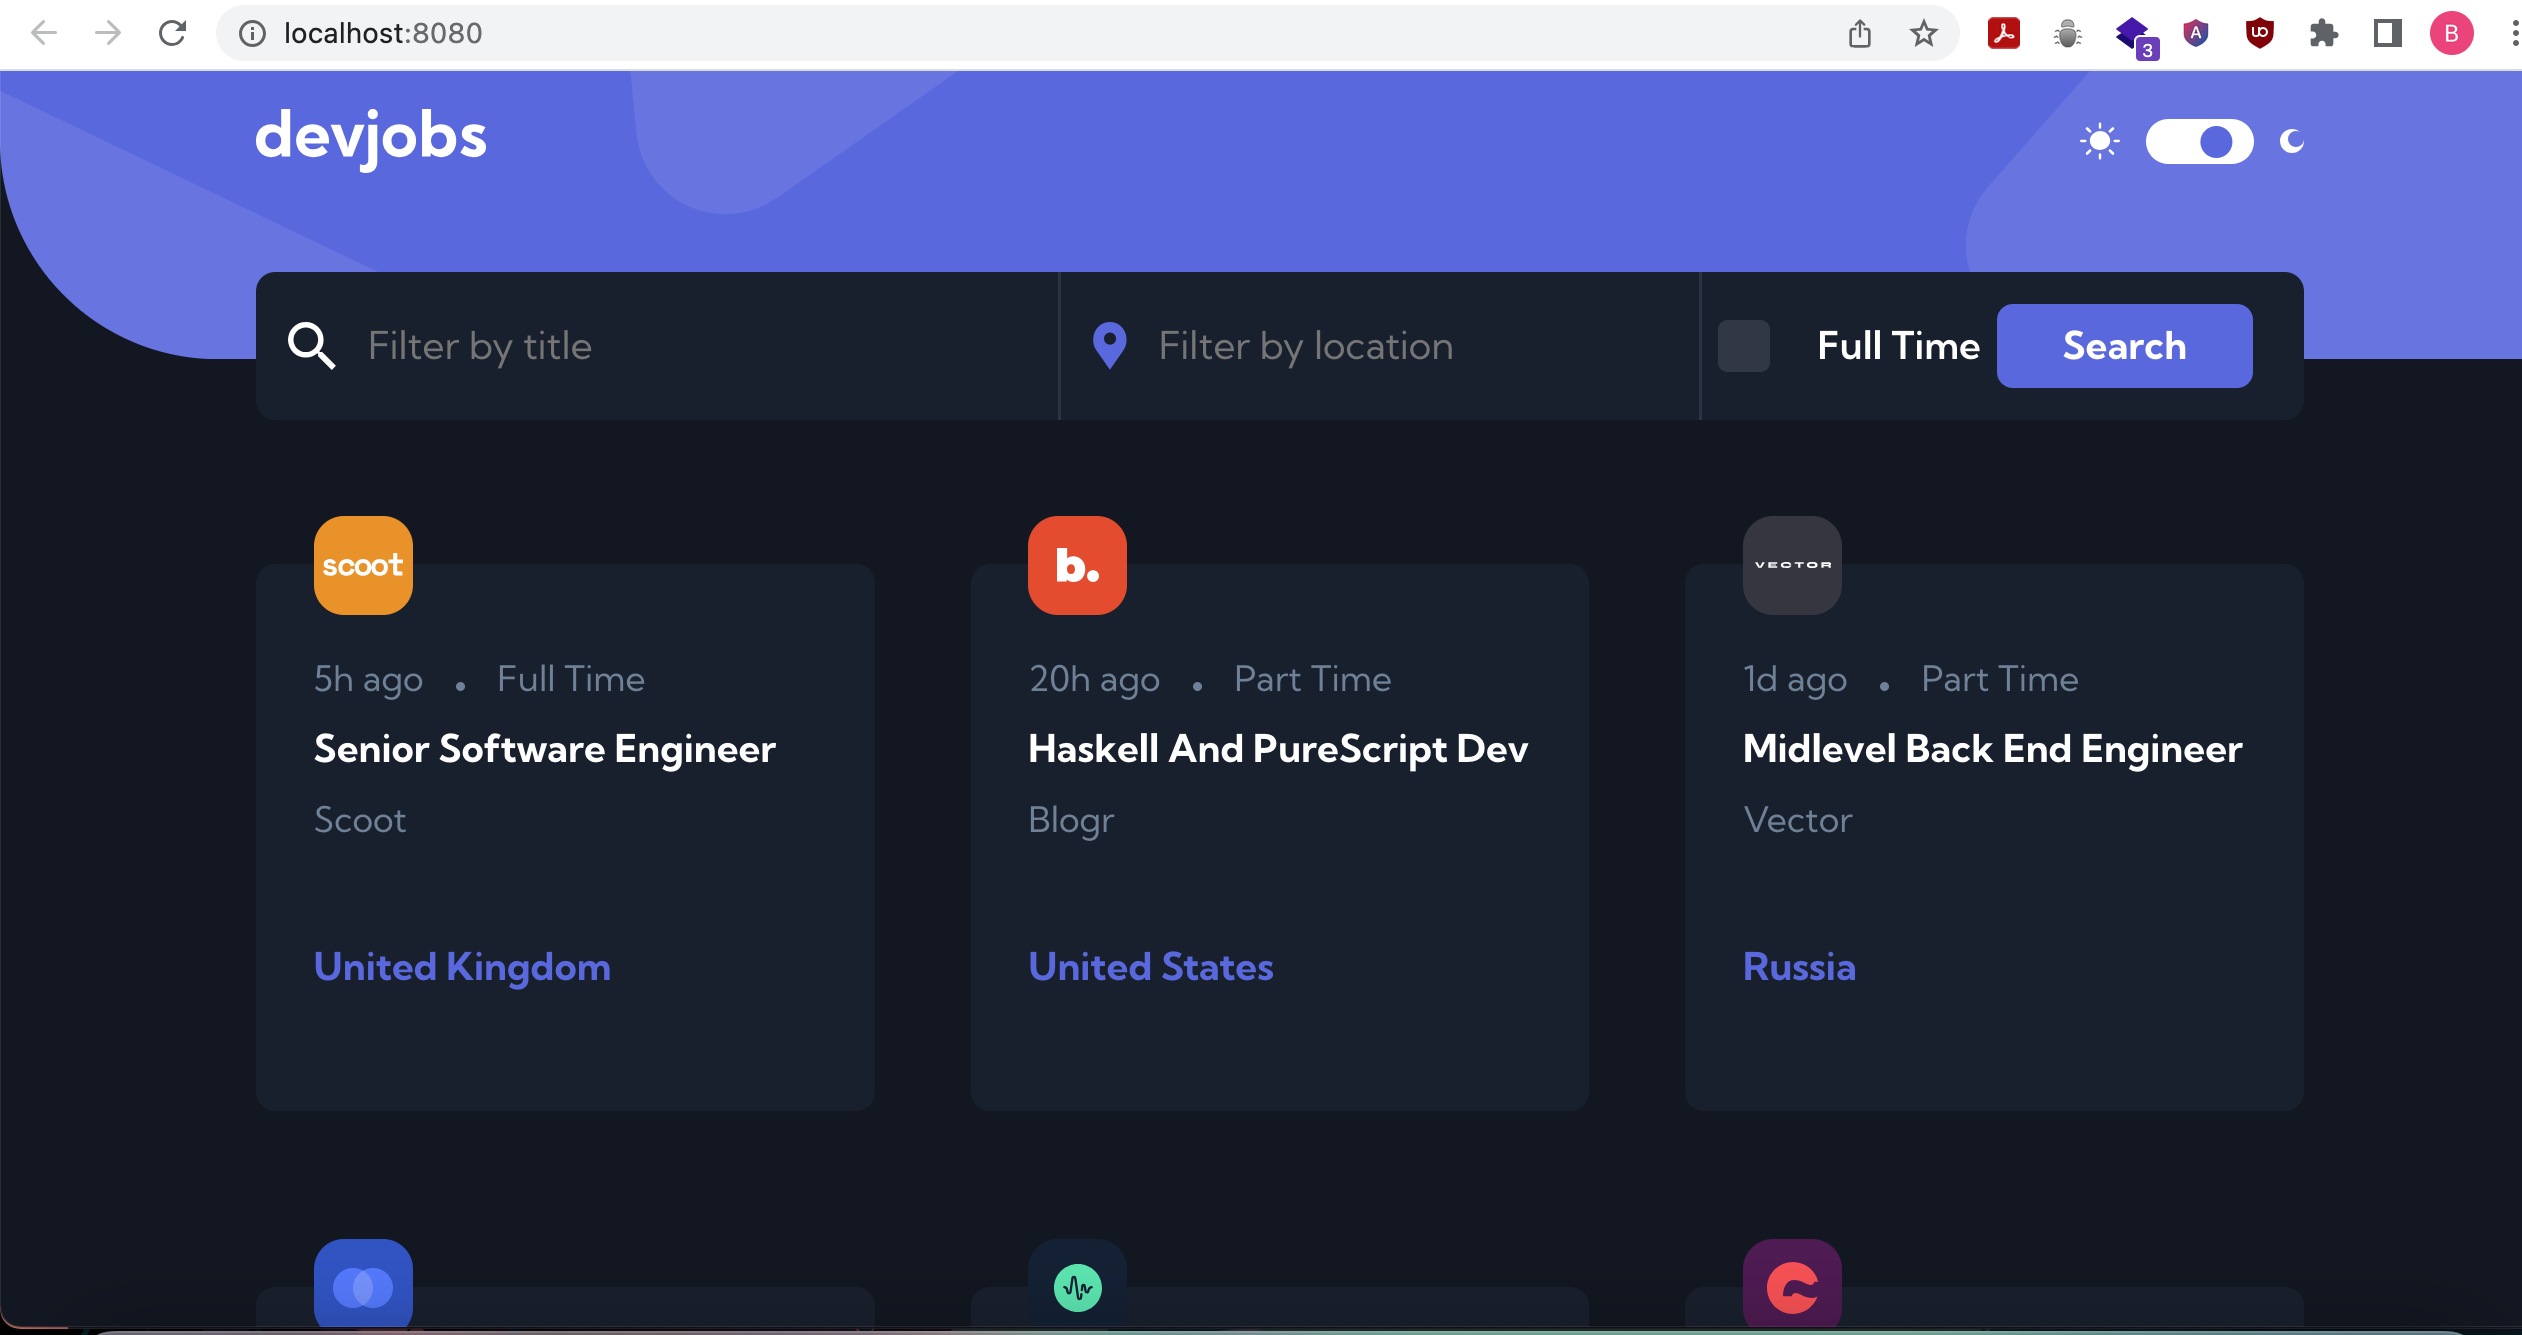 localhost:8080
3
A
UO
B
devjobs
Filter by title
Filter by location
Full Time
Search
scoot
b.
VECTOR
5h ago . Full Time
20h ago . Part Time
1d ago . Part Time
Senior Software Engineer
Haskell And PureScript Dev
Midlevel Back End Engineer
Scoot
Blogr
Vector
United Kingdom
United States
Russia